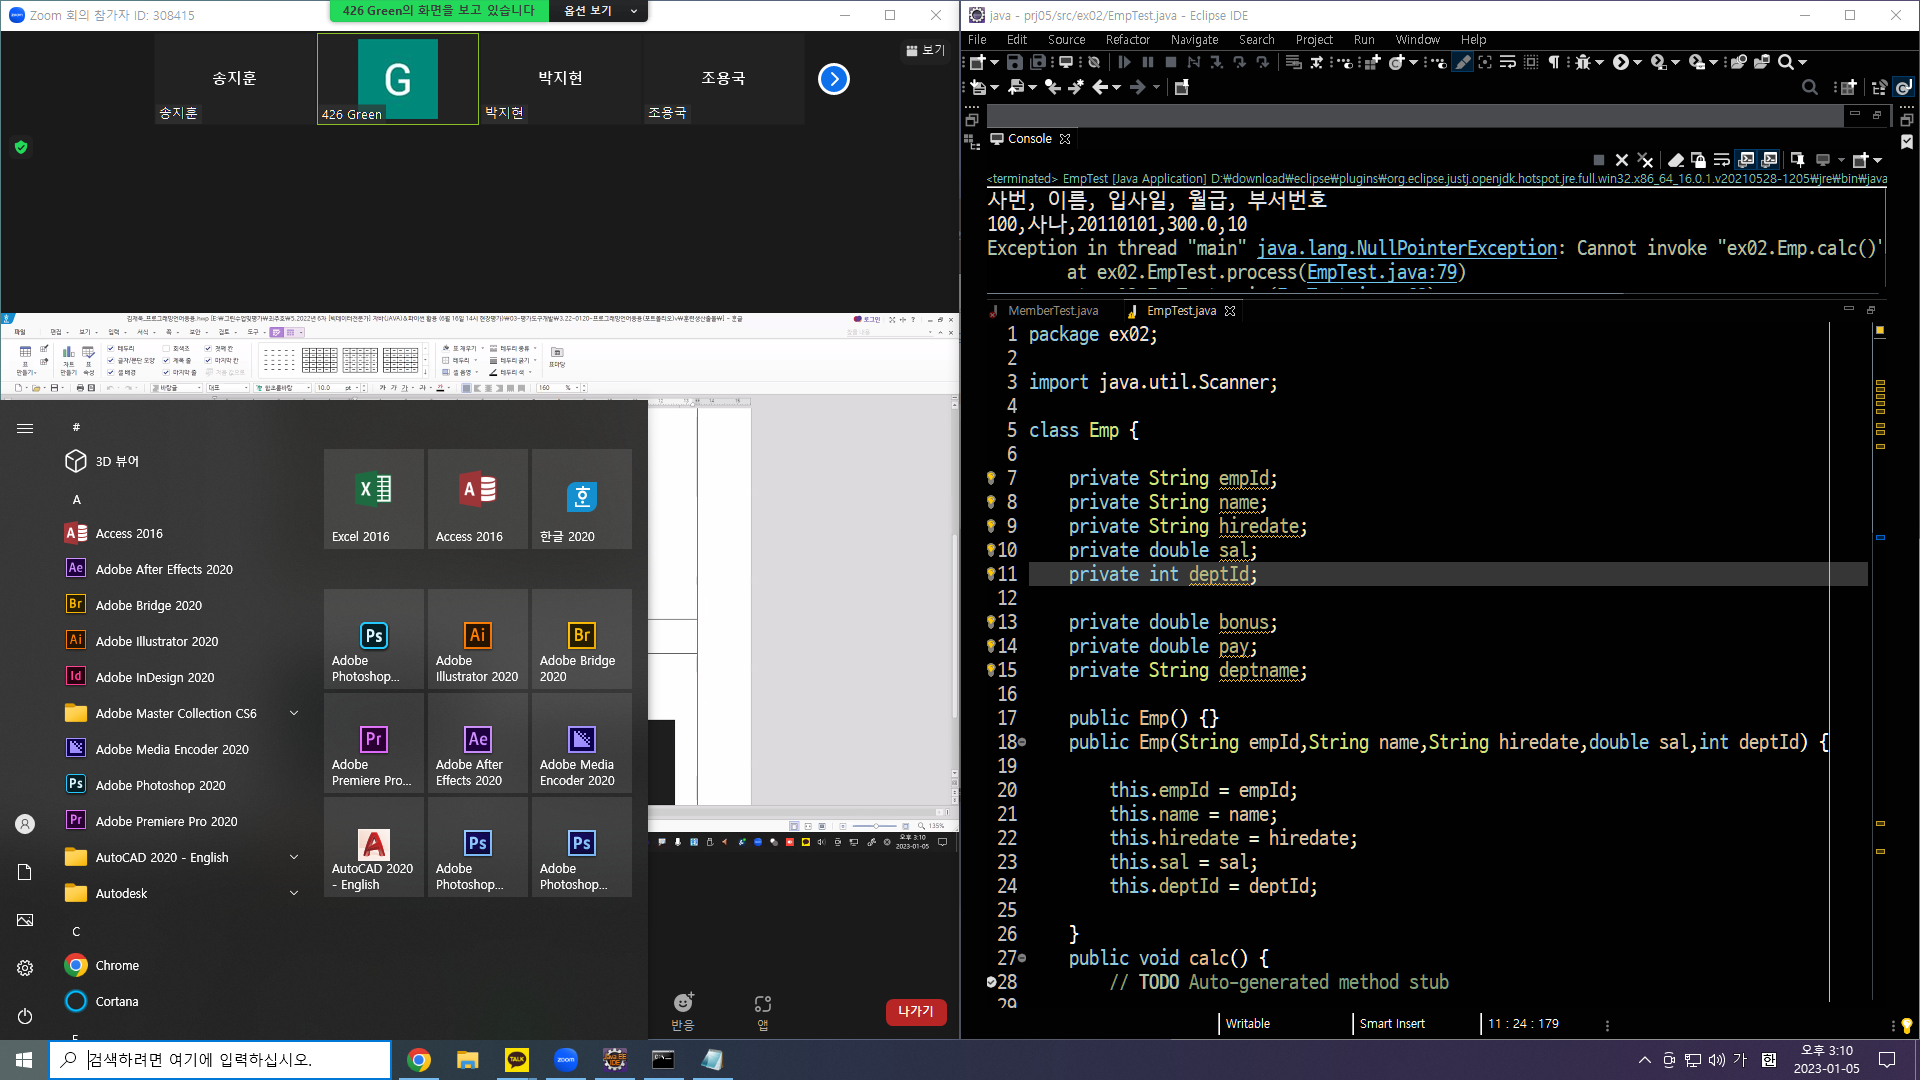 Zoom 회의 참가자 ID: 308415
426 Green의 화면을 보고 있습니다
옵션 보기
송지훈
송지훈
G
426 Green
박지현
박지현
조용국
조용국
보기
#
3D 뷰어
A
Access 2016
Adobe After Effects 2020
Adobe Bridge 2020
Adobe Illustrator 2020
Adobe InDesign 2020
Adobe Master Collection CS6
Adobe Media Encoder 2020
Adobe Photoshop 2020
Adobe Premiere Pro 2020
AutoCAD 2020 - English
Autodesk
C
Chrome
Cortana
Excel 2016
Access 2016
한글 2020
Adobe Photoshop...
Adobe Illustrator 2020
Adobe Bridge 2020
Adobe Premiere Pro...
Adobe After Effects 2020
Adobe Media Encoder 2020
AutoCAD 2020 - English
Adobe Photoshop...
Adobe Photoshop...
135%
오후 3:10
2023-01-05
반응
앱
나가기
java - prj05/src/ex02/EmpTest.java - Eclipse IDE
File Edit Source Refactor Navigate Search Project Run Window Help
Console
<terminated> EmpTest [Java Application] D:₩download₩eclipse₩plugins₩org.eclipse.justj.openjdk.hotspot.jre.full.win32.x86_64_16.0.1.v20210528-1205₩jre₩bin₩java
사번, 이름, 입사일, 월급, 부서번호
100,사나,20110101,300.0,10
Exception in thread "main" java.lang.NullPointerException: Cannot invoke "ex02.Emp.calc()"
at ex02.EmpTest.process(EmpTest.java:79)
MemberTest.java
EmpTest.java
1 package ex02;
2
3 import java.util.Scanner;
4
5 class Emp {
6
7 private String empId;
8 private String name;
9 private String hiredate;
10 private double sal;
11 private int deptId;
12
13 private double bonus;
14 private double pay;
15 private String deptname;
16
17 public Emp() {}
18 public Emp(String empId,String name,String hiredate,double sal,int deptId) {
19
20 this.empId = empId;
21 this.name = name;
22 this.hiredate = hiredate;
23 this.sal = sal;
24 this.deptId = deptId;
25
26 }
27 public void calc() {
28 // TODO Auto-generated method stub
29
Writable
Smart Insert
11 : 24 : 179
검색하려면 여기에 입력하십시오.
가
한
오후 3:10
2023-01-05